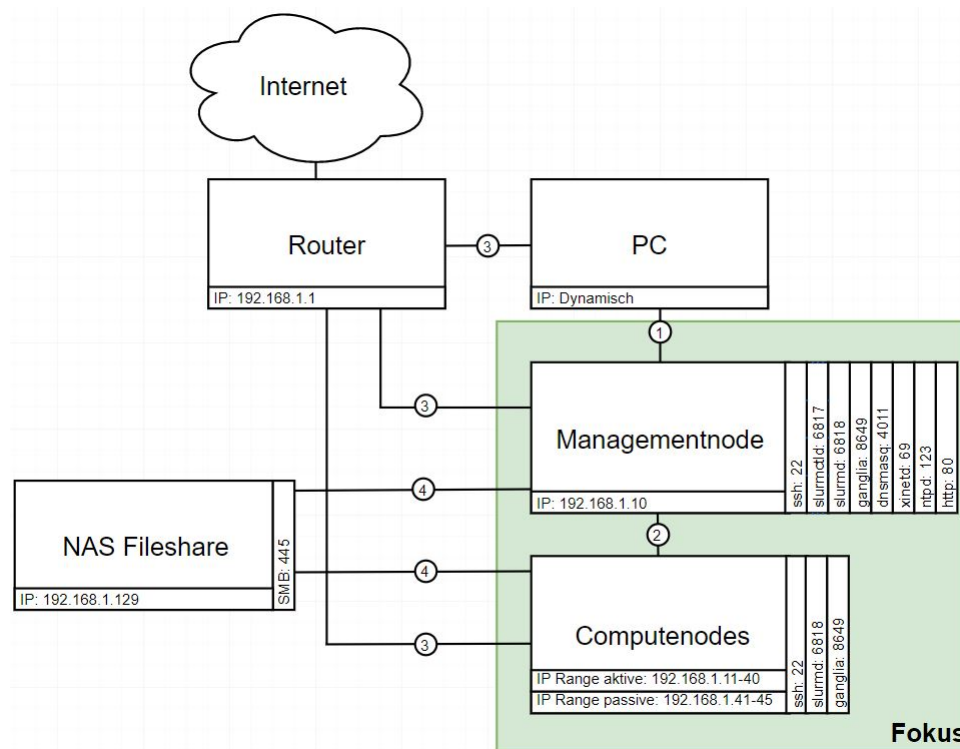 Internet
Router
IP: 192.168.1.1
3
PC
IP: Dynamisch
1
3
Managementnode
IP: 192.168.1.10
ssh: 22
slurmctld: 6817
slurmd: 6818
ganglia: 8649
dnsmasq: 4011
xinetd: 69
ntpd: 123
http: 80
4
NAS Fileshare
IP: 192.168.1.129
SMB: 445
2
4
3
Computenodes
IP Range aktive: 192.168.1.11-40
IP Range passive: 192.168.1.41-45
ssh: 22
slurmd: 6818
ganglia: 8649
Fokus